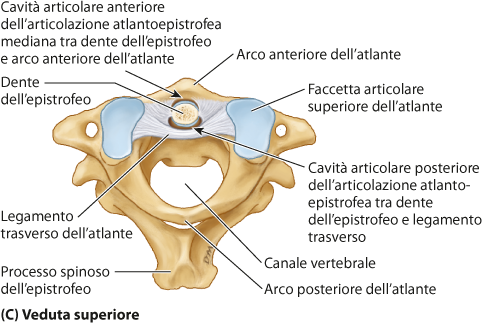 Cavità articolare anteriore
dell'articolazione atlantoepistrofea
mediana tra dente dell'epistrofeo
e arco anteriore dell'atlante
Arco anteriore dell'atlante
Dente
dell'epistrofeo
Faccetta articolare
superiore dell'atlante
Cavità articolare posteriore
dell'articolazione atlanto-
epistrofea tra dente
dell'epistrofeo e legamento
trasverso
Legamento
trasverso dell'atlante
Canale vertebrale
Processo spinoso
dell'epistrofeo
Arco posteriore dell'atlante
(C) Veduta superiore